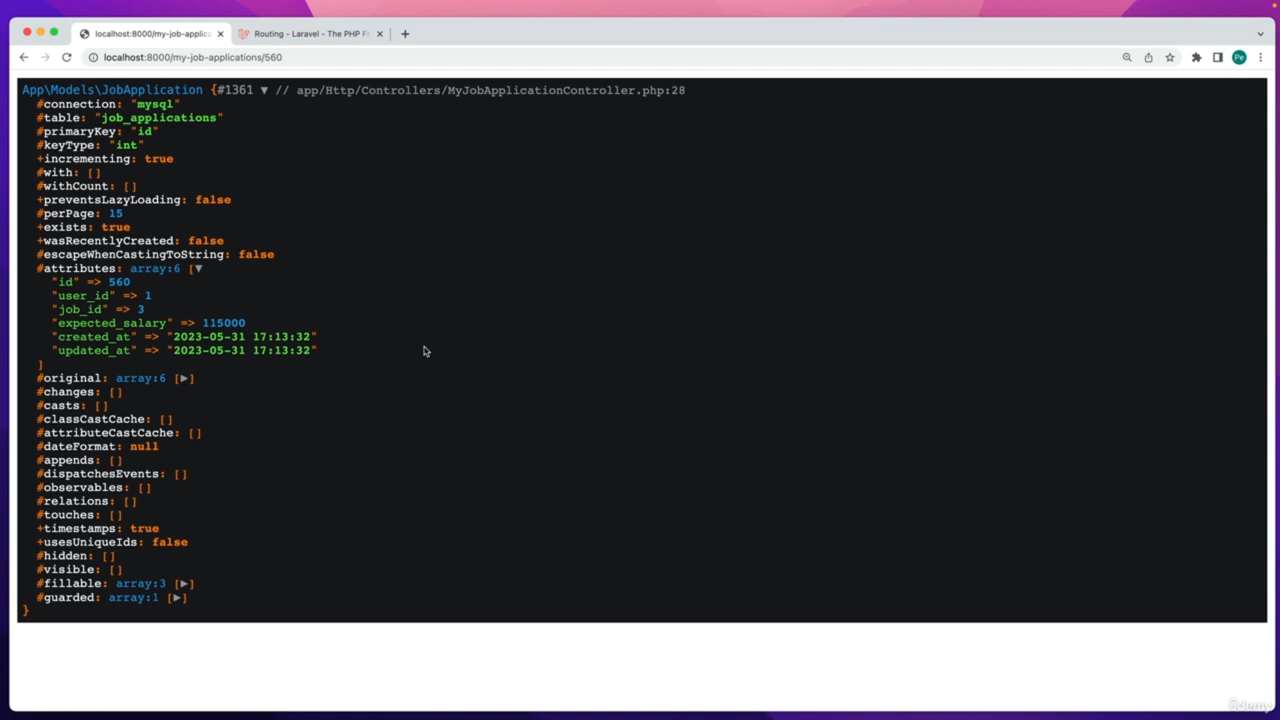 localhost:8000/my-job-applic
Routing - Laravel - The PHP F
localhost:8000/my-job-applications/560
Pe
App\Models\JobApplication {#1361 ▼ // app/Http/Controllers/MyJobApplicationController.php:28
#connection: "mysql"
#table: "job_applications"
#primaryKey: "id"
#keyType: "int"
+incrementing: true
#with: []
#withCount: []
+preventsLazyLoading: false
#perPage: 15
+exists: true
+wasRecentlyCreated: false
#escapeWhenCastingToString: false
#attributes: array:6 [▼
"id" => 560
"user_id" => 1
"job_id" => 3
"expected_salary" => 115000
"created_at" => "2023-05-31 17:13:32"
"updated_at" => "2023-05-31 17:13:32"
]
#original: array:6 [▶]
#changes: []
#casts: []
#classCastCache: []
#attributeCastCache: []
#dateFormat: null
#appends: []
#dispatchesEvents: []
#observables: []
#relations: []
#touches: []
+timestamps: true
+usesUniqueIds: false
#hidden: []
#visible: []
#fillable: array:3 [▶]
#guarded: array:1 [▶]
}
ûdemy